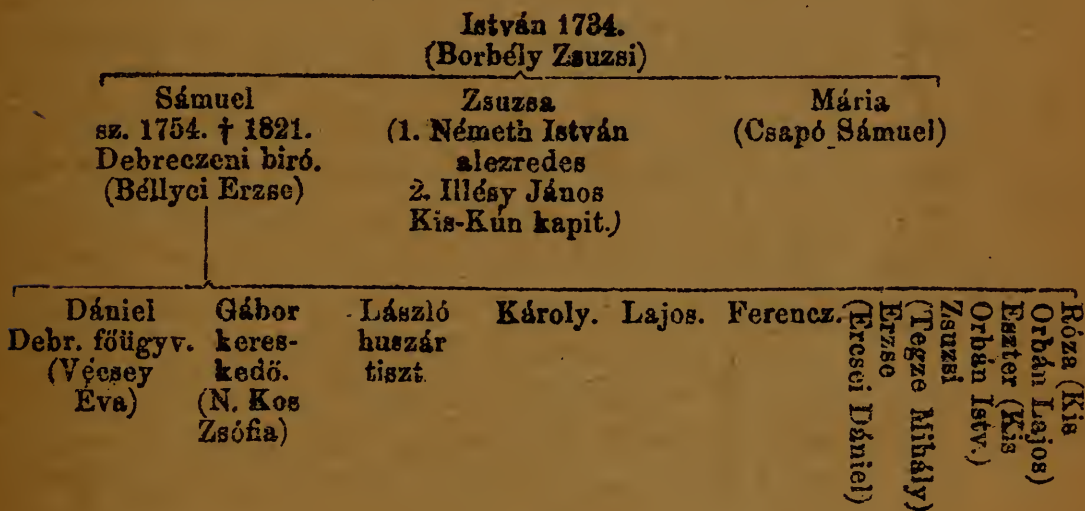 István 1734.
(Borbély Zsuzsi)
Sámuel
sz. 1754. † 1821.
Debreczeni biró.
(Béllyei Erzse)
Zsuzsa
(1. Németh István
alezredes
2. Illésy János
Kis-Kún kapit.)
Mária
(Csapó Sámuel)
Dániel
Debr. főügyv.
(Vécsey
Éva)
Gábor
keres-
kedő.
(N. Kos
Zsófia)
László
huszár
tiszt
Károly.
Lajos.
Ferencz.
Róza (Kis
Orbán Lajos)
Eszter (Kis
Orbán Istv.)
Zsuzsi
(Tegze Mihály)
Erzse
(Ercsei Dániel)